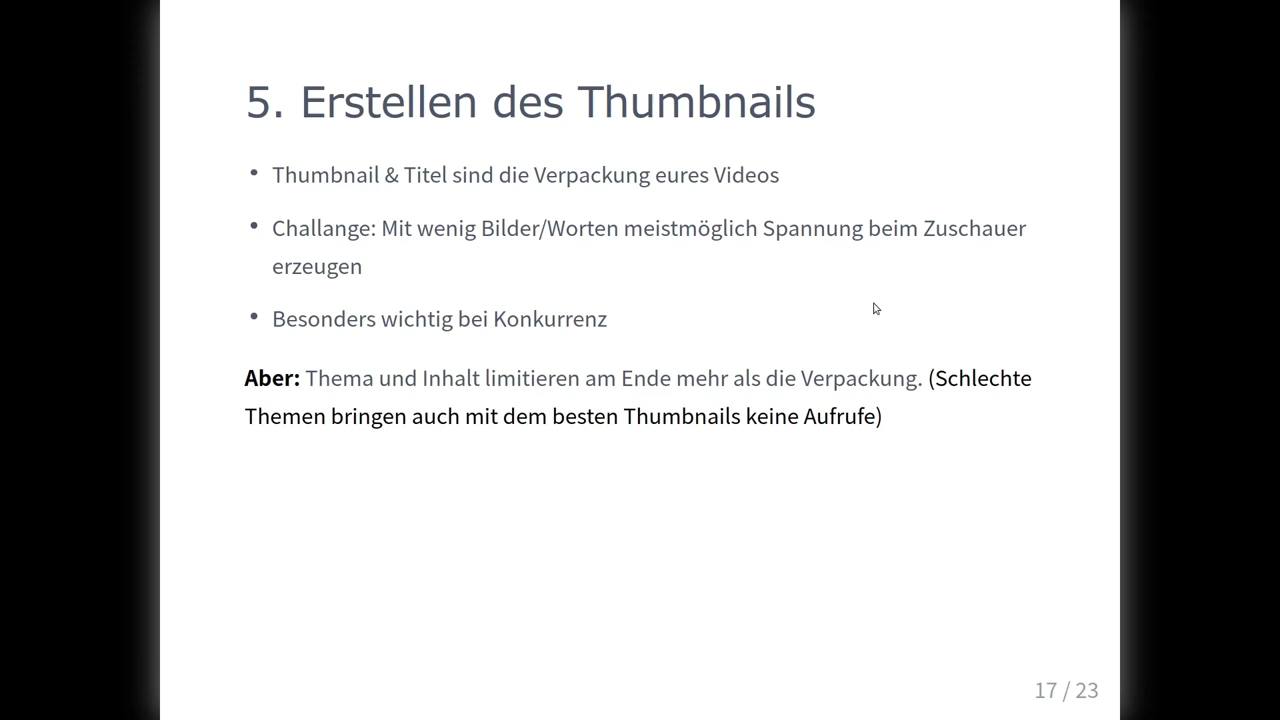 5. Erstellen des Thumbnails
• Thumbnail & Titel sind die Verpackung eures Videos
• Challange: Mit wenig Bilder/Worten meistmöglich Spannung beim Zuschauer
erzeugen
• Besonders wichtig bei Konkurrenz
Aber: Thema und Inhalt limitieren am Ende mehr als die Verpackung. (Schlechte
Themen bringen auch mit dem besten Thumbnails keine Aufrufe)
17 / 23